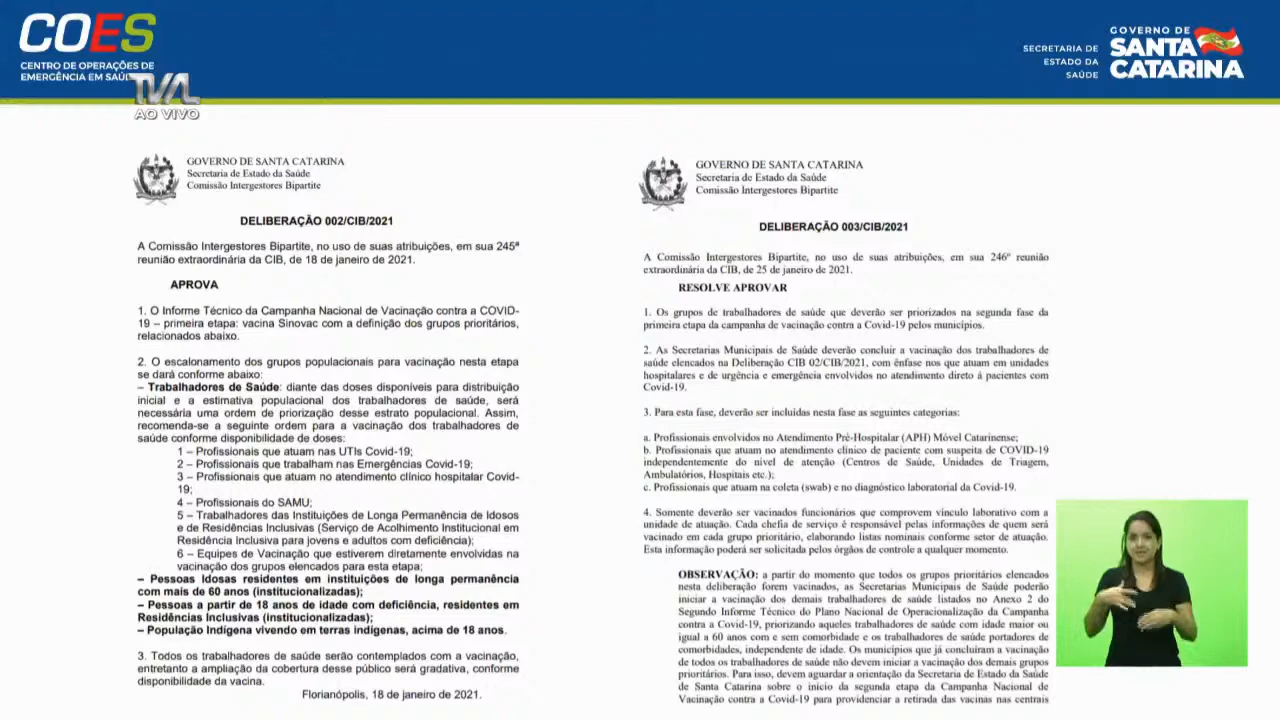 COES
CENTRO DE OPERAÇÕES DE
EMERGÊNCIA EM SAÚDE
TVAL
AO VIVO
SECRETARIA DE
ESTADO DA
SAÚDE
GOVERNO DE
SANTA
CATARINA
GOVERNO DE SANTA CATARINA
Secretaria de Estado da Saúde
Comissão Intergestores Bipartite
DELIBERAÇÃO 002/CIB/2021
A Comissão Intergestores Bipartite, no uso de suas atribuições, em sua 245ª
reunião extraordinária da CIB, de 18 de janeiro de 2021.
APROVA
1. O Informe Técnico da Campanha Nacional de Vacinação contra a COVID-
19 – primeira etapa: vacina Sinovac com a definição dos grupos prioritários,
relacionados abaixo.
2. O escalonamento dos grupos populacionais para vacinação nesta etapa
se dará conforme abaixo:
– Trabalhadores de Saúde: diante das doses disponíveis para distribuição
inicial e a estimativa populacional dos trabalhadores de saúde, será
necessária uma ordem de priorização desse estrato populacional. Assim,
recomenda-se a seguinte ordem para a vacinação dos trabalhadores de
saúde conforme disponibilidade de doses:
1 – Profissionais que atuam nas UTIs Covid-19;
2 – Profissionais que trabalham nas Emergências Covid-19;
3 – Profissionais que atuam no atendimento clínico hospitalar Covid-
19;
4 – Profissionais do SAMU;
5 – Trabalhadores das Instituições de Longa Permanência de Idosos
e de Residências Inclusivas (Serviço de Acolhimento Institucional em
Residência Inclusiva para jovens e adultos com deficiência);
6 – Equipes de Vacinação que estiverem diretamente envolvidas na
vacinação dos grupos elencados para esta etapa;
– Pessoas Idosas residentes em instituições de longa permanência
com mais de 60 anos (institucionalizadas);
– Pessoas a partir de 18 anos de idade com deficiência, residentes em
Residências Inclusivas (institucionalizadas);
– População Indígena vivendo em terras indígenas, acima de 18 anos.
3. Todos os trabalhadores de saúde serão contemplados com a vacinação,
entretanto a ampliação da cobertura desse público será gradativa, conforme
disponibilidade da vacina.
Florianópolis, 18 de janeiro de 2021.
GOVERNO DE SANTA CATARINA
Secretaria de Estado da Saúde
Comissão Intergestores Bipartite
DELIBERAÇÃO 003/CIB/2021
A Comissão Intergestores Bipartite, no uso de suas atribuições, em sua 246º reunião
extraordinária da CIB, de 25 de janeiro de 2021.
RESOLVE APROVAR
1. Os grupos de trabalhadores de saúde que deverão ser priorizados na segunda fase da
primeira etapa da campanha de vacinação contra a Covid-19 pelos municípios.
2. As Secretarias Municipais de Saúde deverão concluir a vacinação dos trabalhadores de
saúde elencados na Deliberação CIB 02/CIB/2021, com ênfase nos que atuam em unidades
hospitalares e de urgência e emergência envolvidos no atendimento direto á pacientes com
Covid-19.
3. Para esta fase, deverão ser incluídas nesta fase as seguintes categorias:
a. Profissionais envolvidos no Atendimento Pré-Hospitalar (APH) Móvel Catarinense;
b. Profissionais que atuam no atendimento clínico de paciente com suspeita de COVID-19
independentemente do nível de atenção (Centros de Saúde, Unidades de Triagem,
Ambulatórios, Hospitais etc.);
c. Profissionais que atuam na coleta (swab) e no diagnóstico laboratorial da Covid-19.
4. Somente deverão ser vacinados funcionários que comprovem vínculo laborativo com a
unidade de atuação. Cada chefia de serviço é responsável pelas informações de quem será
vacinado em cada grupo prioritário, elaborando listas nominais conforme setor de atuação.
Esta informação poderá ser solicitada pelos órgãos de controle a qualquer momento.
OBSERVAÇÃO: a partir do momento que todos os grupos prioritários elencados
nesta deliberação forem vacinados, as Secretarias Municipais de Saúde poderão
iniciar a vacinação dos demais trabalhadores de saúde listados no Anexo 2 do
Segundo Informe Técnico do Plano Nacional de Operacionalização da Campanha
contra a Covid-19, priorizando aqueles trabalhadores de saúde com idade maior ou
igual a 60 anos com e sem comorbidade e os trabalhadores de saúde portadores de
comorbidades, independente de idade. Os municípios que já concluíram a vacinação
de todos os trabalhadores de saúde não devem iniciar a vacinação dos demais grupos
prioritários. Para isso, devem aguardar a orientação da Secretaria de Estado da Saúde
de Santa Catarina sobre o início da segunda etapa da Campanha Nacional de
Vacinação contra a Covid-19 para providenciar a retirada das vacinas nas centrais